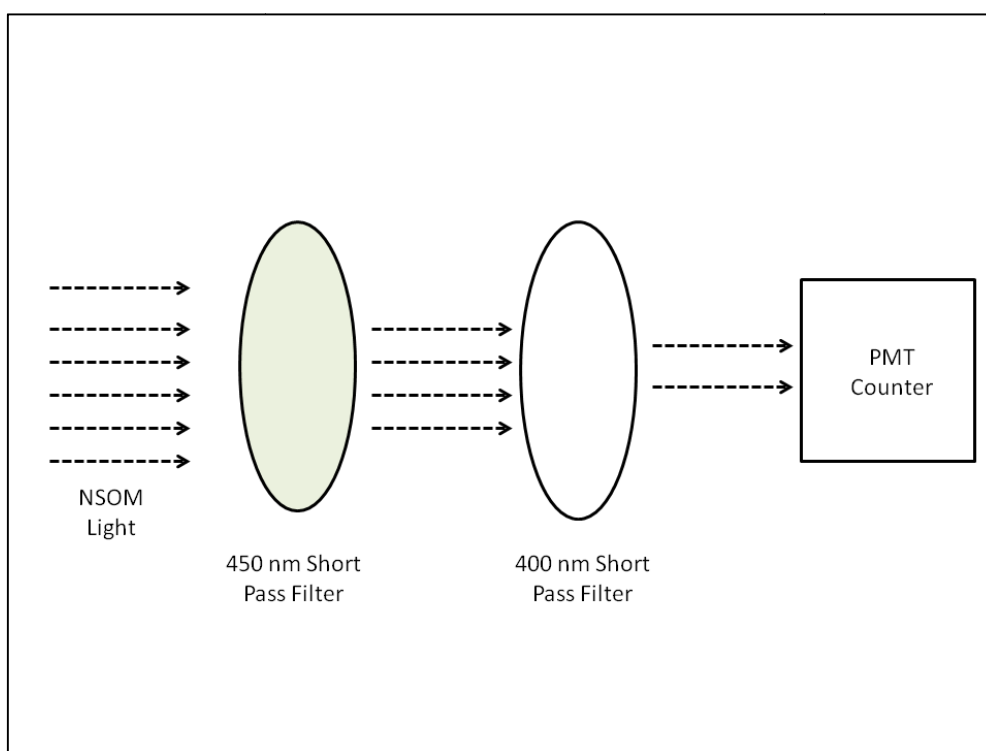 NSOM
Light
450 nm Short
Pass Filter
400 nm Short
Pass Filter
PMT
Counter